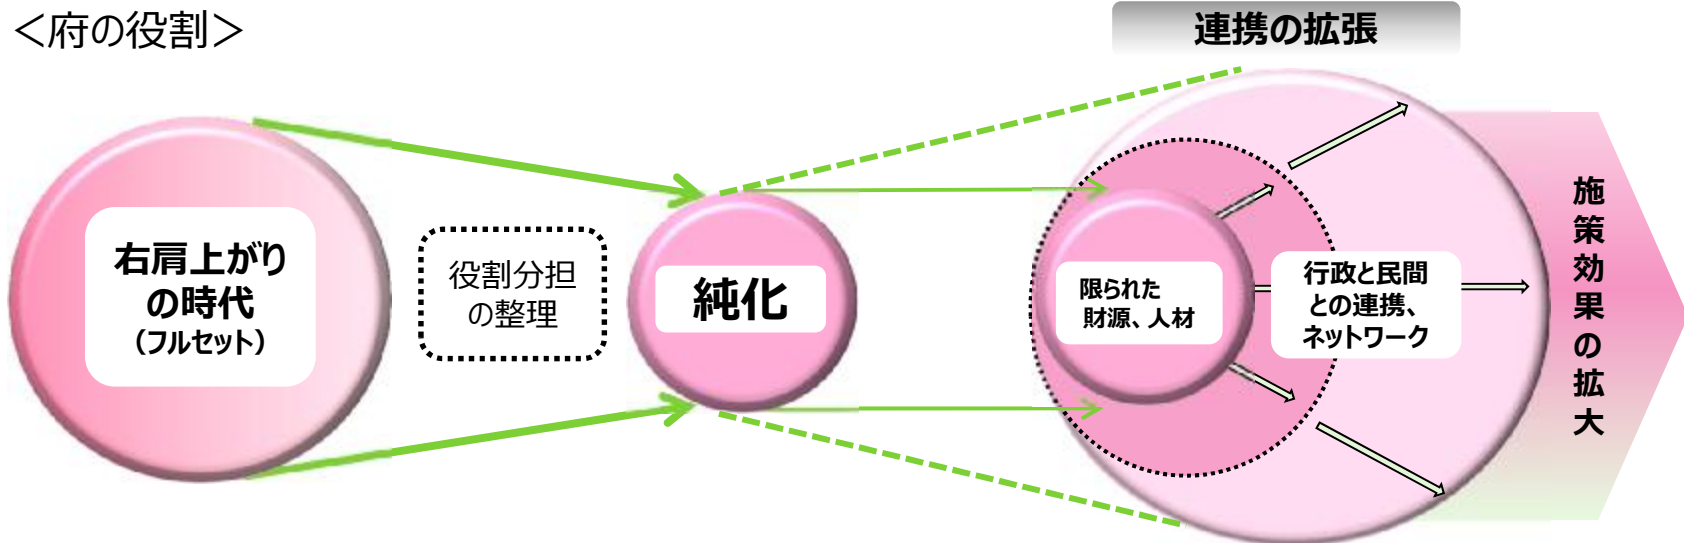 ＜府の役割＞
連携の拡張
右肩上がり
の時代
（フルセット）
役割分担
の整理
純化
限られた
財源、人材
行政と民間
との連携、
ネットワーク
施策効果の拡大